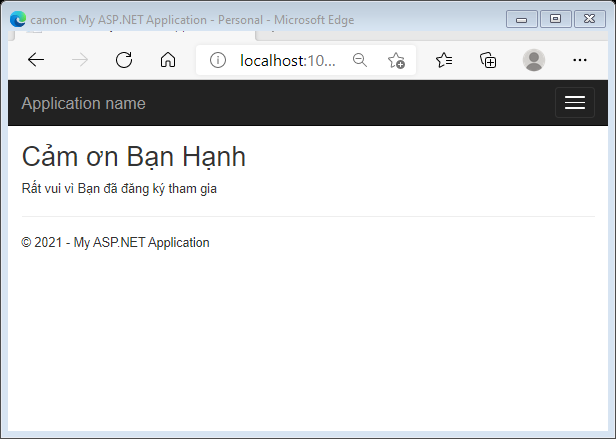 camon - My ASP.NET Application - Personal - Microsoft Edge
localhost:10...
Application name
Cảm ơn Bạn Hạnh
Rất vui vì Bạn đã đăng ký tham gia
© 2021 - My ASP.NET Application